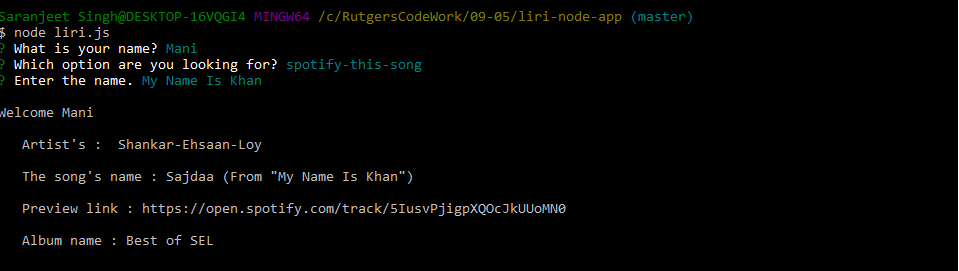 Saranjeet Singh@DESKTOP-16VQGI4 MINGW64 /c/RutgersCodeWork/09-05/liri-node-app (master)
$ node liri.js
? What is your name? Mani
? Which option are you looking for? spotify-this-song
? Enter the name. My Name Is Khan
Welcome Mani
Artist's :  Shankar-Ehsaan-Loy
The song's name : Sajdaa (From "My Name Is Khan")
Preview link : https://open.spotify.com/track/5IusvPjigpXQOcJkUUoMN0
Album name : Best of SEL